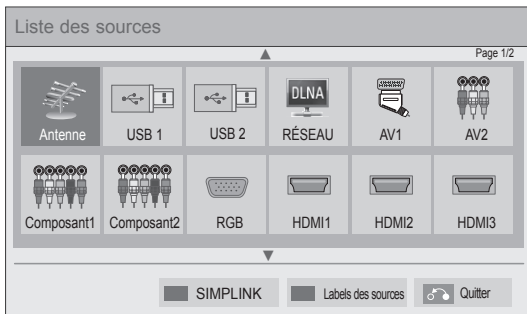 Liste des sources
Page 1/2
DLNA
Antenne USB 1 USB 2 RÉSEAU AV1 AV2
Composant1 Composant2 RGB HDMI1 HDMI2 HDMI3
SIMPLINK Labels des sources Quitter